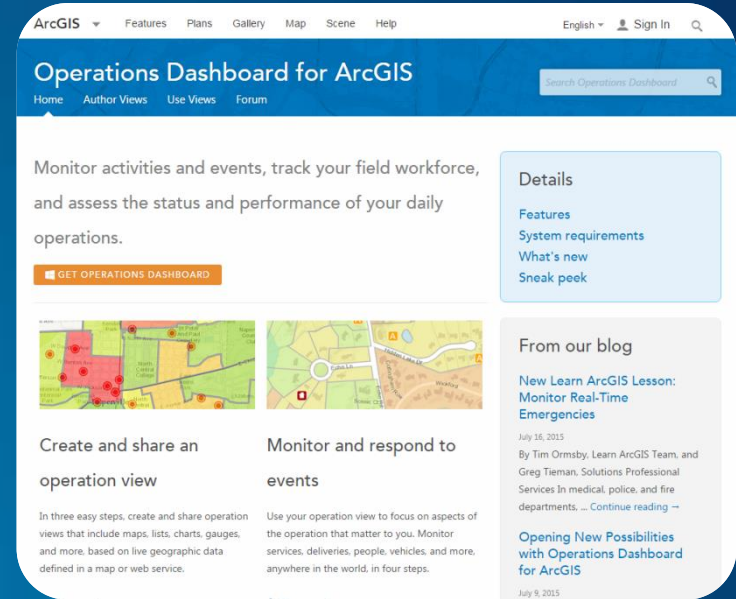 ArcGIS Features Plans Gallery Map Scene Help English Sign In
Operations Dashboard for ArcGIS
Search Operations Dashboard
Home Author Views Use Views Forum
Monitor activities and events, track your field workforce,
and assess the status and performance of your daily
operations.
GET OPERATIONS DASHBOARD
Create and share an
operation view
In three easy steps, create and share operation
views that include maps, lists, charts, gauges,
and more, based on live geographic data
defined in a map or web service.
Monitor and respond to
events
Use your operation view to focus on aspects of
the operation that matter to you. Monitor
services, deliveries, people, vehicles, and more,
anywhere in the world, in four steps.
Details
Features
System requirements
What's new
Sneak peek
From our blog
New Learn ArcGIS Lesson:
Monitor Real-Time
Emergencies
July 16, 2015
By Tim Ormsby, Learn ArcGIS Team, and
Greg Tieman, Solutions Professional
Services In medical, police, and fire
departments, ... Continue reading →
Opening New Possibilities
with Operations Dashboard
for ArcGIS
July 9, 2015